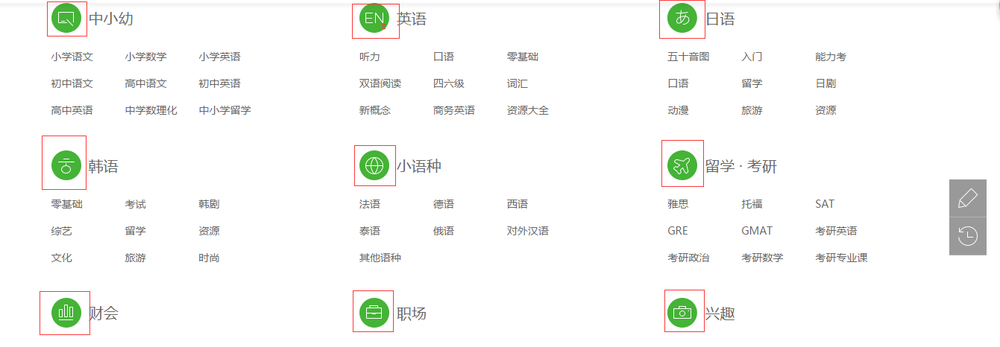 中小幼
小学语文 小学数学 小学英语
初中语文 高中语文 初中英语
高中英语 中学数理化 中小学留学
EN 英语
听力 口语 零基础
双语阅读 四六级 词汇
新概念 商务英语 资源大全
あ 日语
五十音图 入门 能力考
口语 留学 日剧
动漫 旅游 资源
韩语
零基础 考试 韩剧
综艺 留学 资源
文化 旅游 时尚
小语种
法语 德语 西语
泰语 俄语 对外汉语
其他语种
留学 · 考研
雅思 托福 SAT
GRE GMAT 考研英语
考研政治 考研数学 考研专业课
财会
职场
兴趣